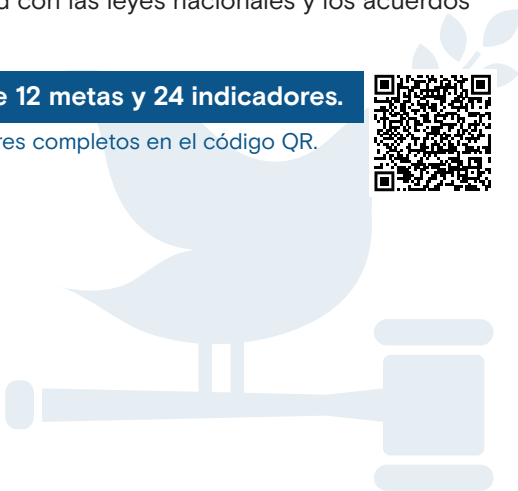 d con las leyes nacionales y los acuerdos
e 12 metas y 24 indicadores.
res completos en el código QR.